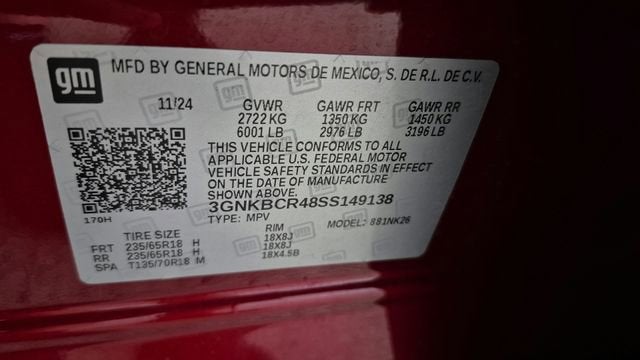 gm
MFD BY GENERAL MOTORS DE MEXICO, S. DE R.L. DE C.V.
11/24 GVWR GAWR FRT GAWR RR
2722 KG 1350 KG 1450 KG
6001 LB 2976 LB 3196 LB
THIS VEHICLE CONFORMS TO ALL
APPLICABLE U.S. FEDERAL MOTOR
VEHICLE SAFETY STANDARDS IN EFFECT
ON THE DATE OF MANUFACTURE
SHOWN ABOVE.
170H
3GNKBCR48SS149138
TYPE: MPV MODEL: 881NK26
TIRE SIZE RIM
FRT 235/65R18 H 18X8J
RR 235/65R18 H 18X8J
SPA T135/70R18 M 18X4.5B